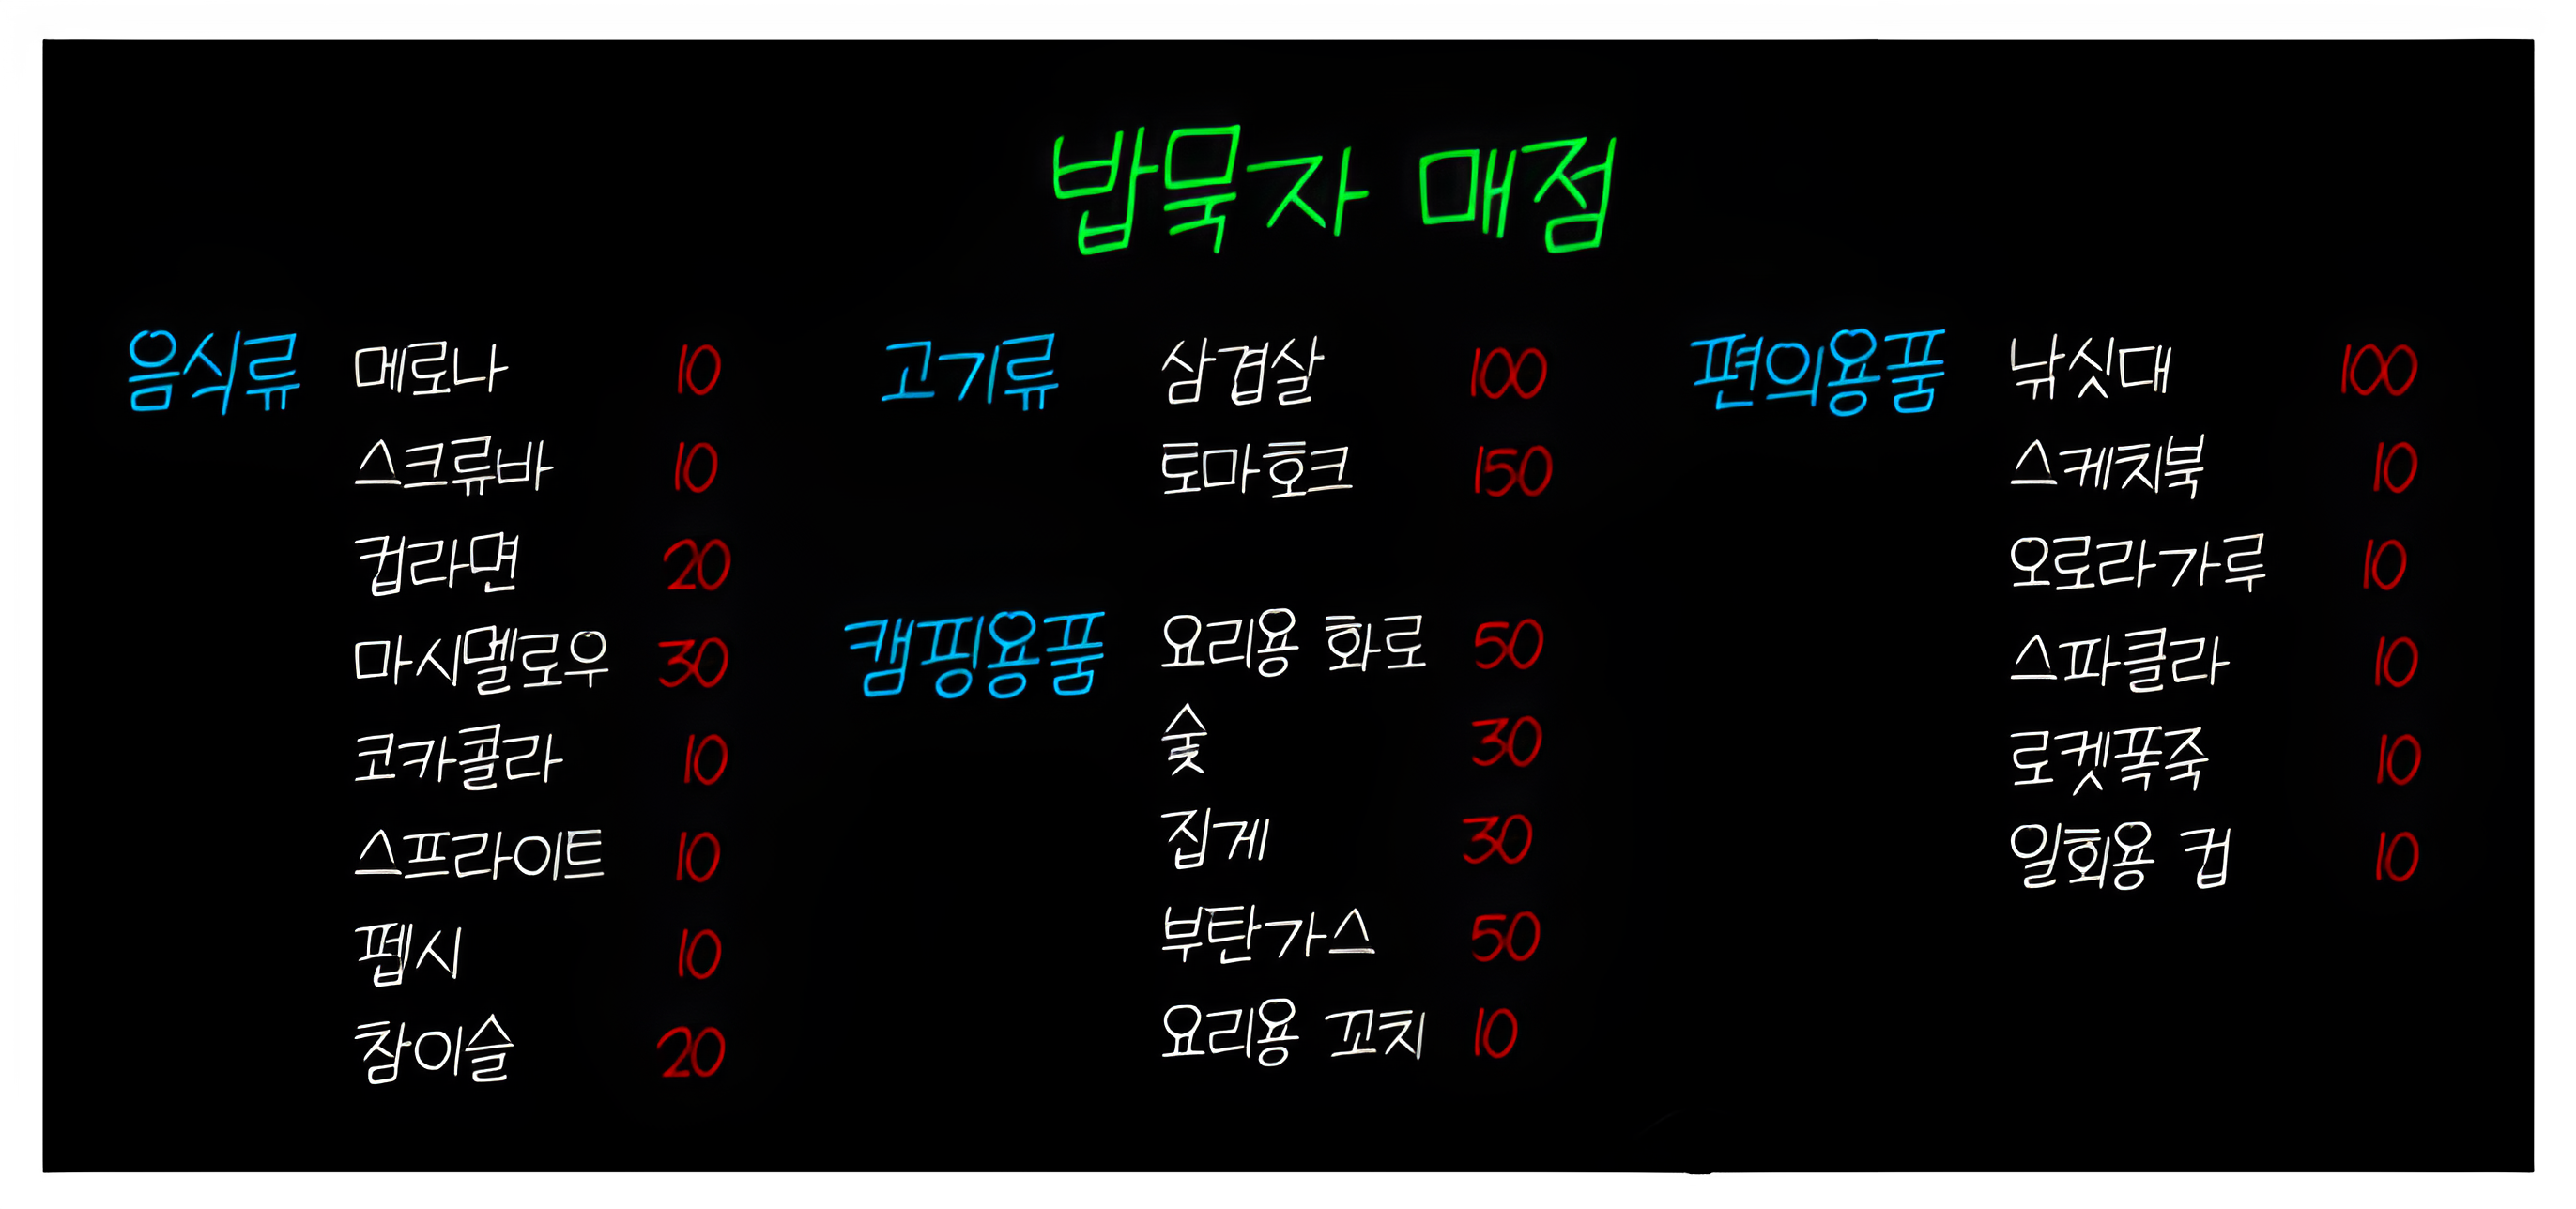 밥묵자 매점
음식류
메로나 10
스크류바 10
컵라면 20
마시멜로우 30
코카콜라 10
스프라이트 10
펩시 10
참이슬 20
고기류
삼겹살 100
토마호크 150
캠핑용품
요리용 화로 50
숯 30
집게 30
부탄가스 50
요리용 꼬치 10
편의용품
낚싯대 100
스케치북 10
오로라가루 10
스파클라 10
로켓폭죽 10
일회용 컵 10